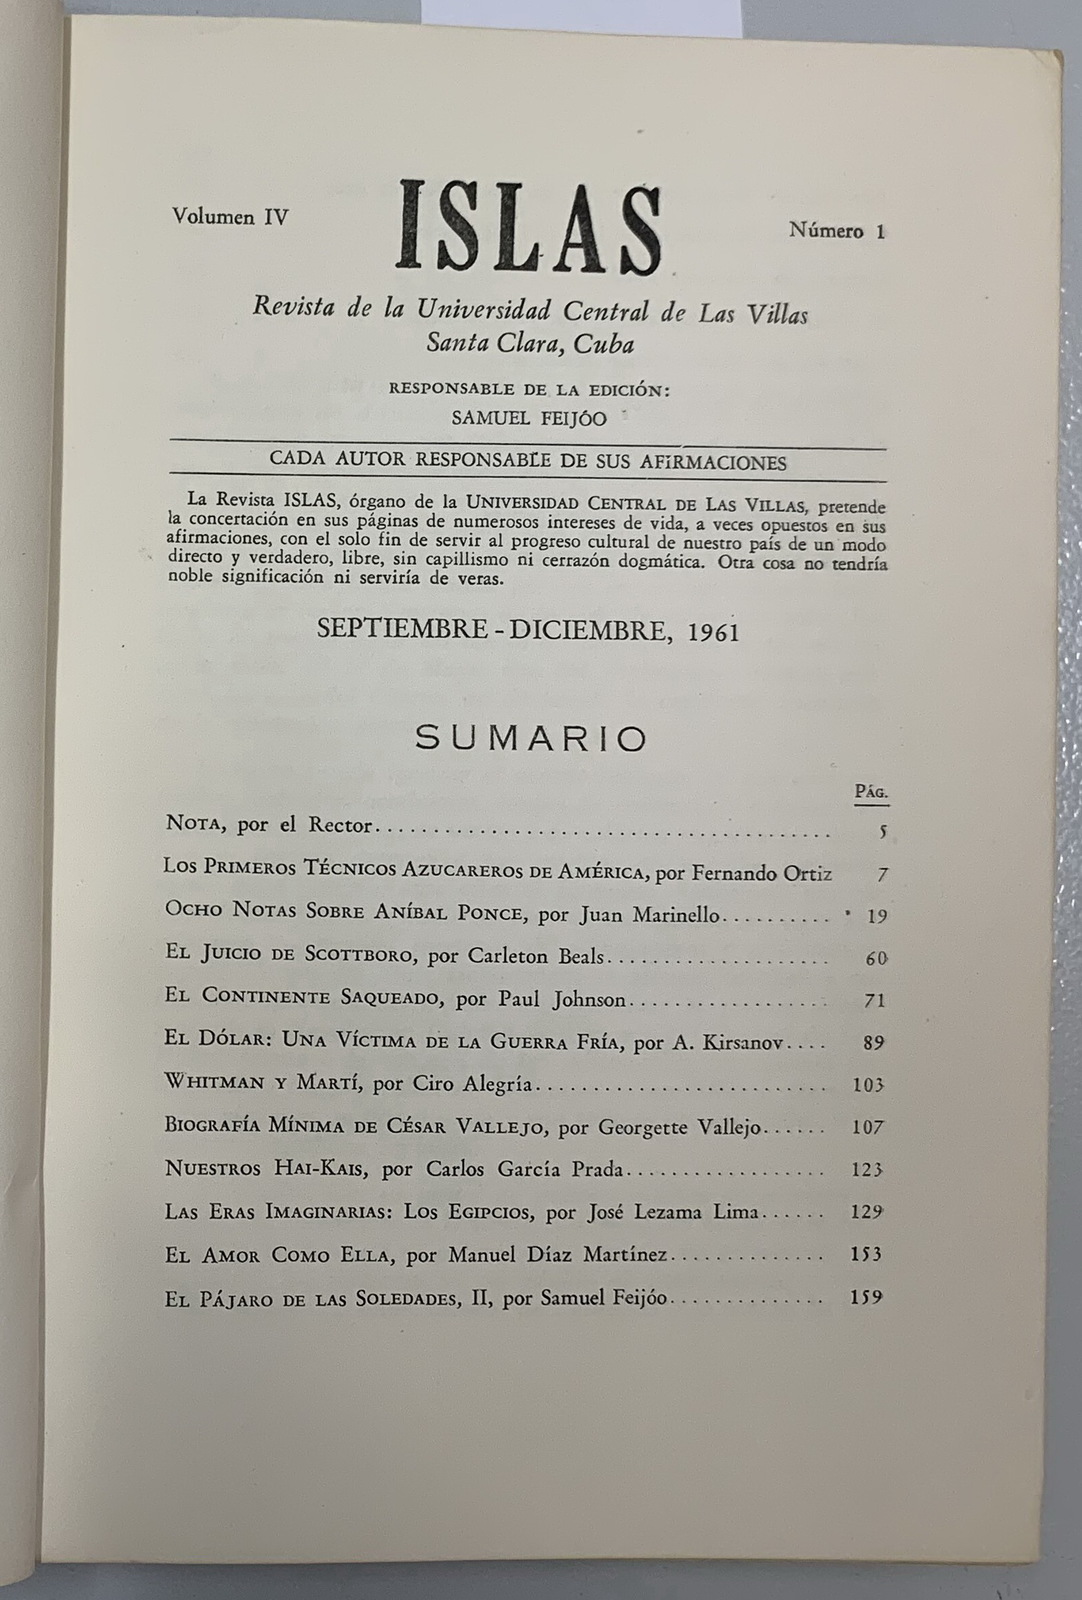 Volumen IV
ISLAS
Número 1
Revista de la Universidad Central de Las Villas
Santa Clara, Cuba
RESPONSABLE DE LA EDICIÓN:
SAMUEL FEIJÓO
CADA AUTOR RESPONSABLE DE SUS AFIRMACIONES
La Revista ISLAS, órgano de la UNIVERSIDAD CENTRAL DE LAS VILLAS, pretende
la concertación en sus páginas de numerosos intereses de vida, a veces opuestos en sus
afirmaciones, con el solo fin de servir al progreso cultural de nuestro país de un modo
directo y verdadero, libre, sin capillismo ni cerrazón dogmática. Otra cosa no tendría
noble significación ni serviría de veras.
SEPTIEMBRE - DICIEMBRE, 1961
SUMARIO
PÁG.
NOTA, por el Rector........................................ 5
LOS PRIMEROS TÉCNICOS AZUCAREROS DE AMÉRICA, por Fernando Ortiz 7
OCHO NOTAS SOBRE ANÍBAL PONCE, por Juan Marinello.......... 19
EL JUICIO DE SCOTTBORO, por Carleton Beals................... 60
EL CONTINENTE SAQUEADO, por Paul Johnson.................. 71
EL DÓLAR: UNA VÍCTIMA DE LA GUERRA FRÍA, por A. Kirsanov.... 89
WHITMAN Y MARTÍ, por Ciro Alegría.......................... 103
BIOGRAFÍA MÍNIMA DE CÉSAR VALLEJO, por Georgette Vallejo...... 107
NUESTROS HAI-KAIS, por Carlos García Prada.................. 123
LAS ERAS IMAGINARIAS: LOS EGIPCIOS, por José Lezama Lima...... 129
EL AMOR COMO ELLA, por Manuel Díaz Martínez.............. 153
EL PÁJARO DE LAS SOLEDADES, II, por Samuel Feijóo.............. 159